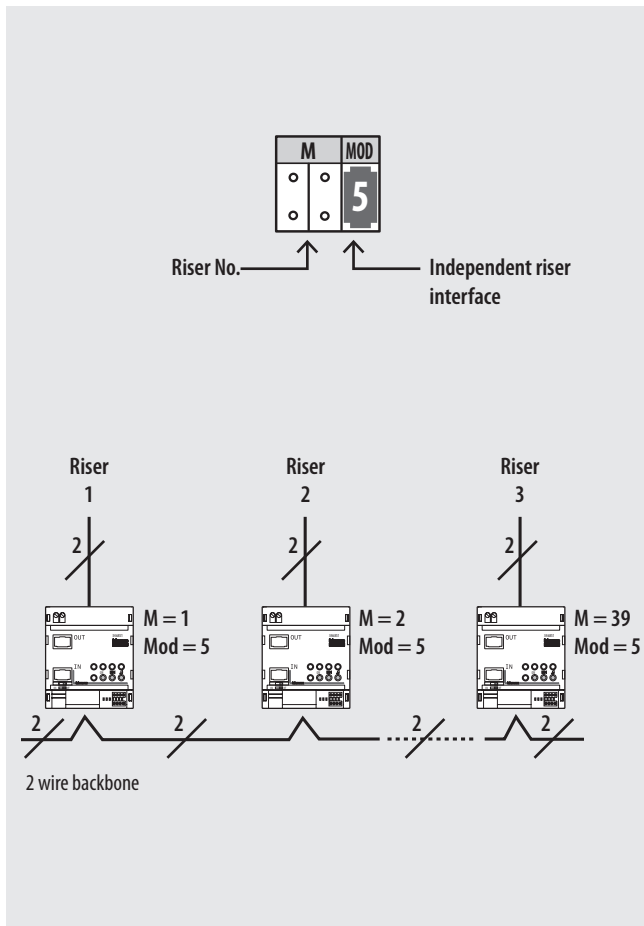 M MOD
5
Riser No.
Independent riser
interface
Riser
1
Riser
2
Riser
3
2
2
2
OUT
IN
M = 1
Mod = 5
OUT
IN
M = 2
Mod = 5
OUT
IN
M = 39
Mod = 5
2
2
2
2
2 wire backbone